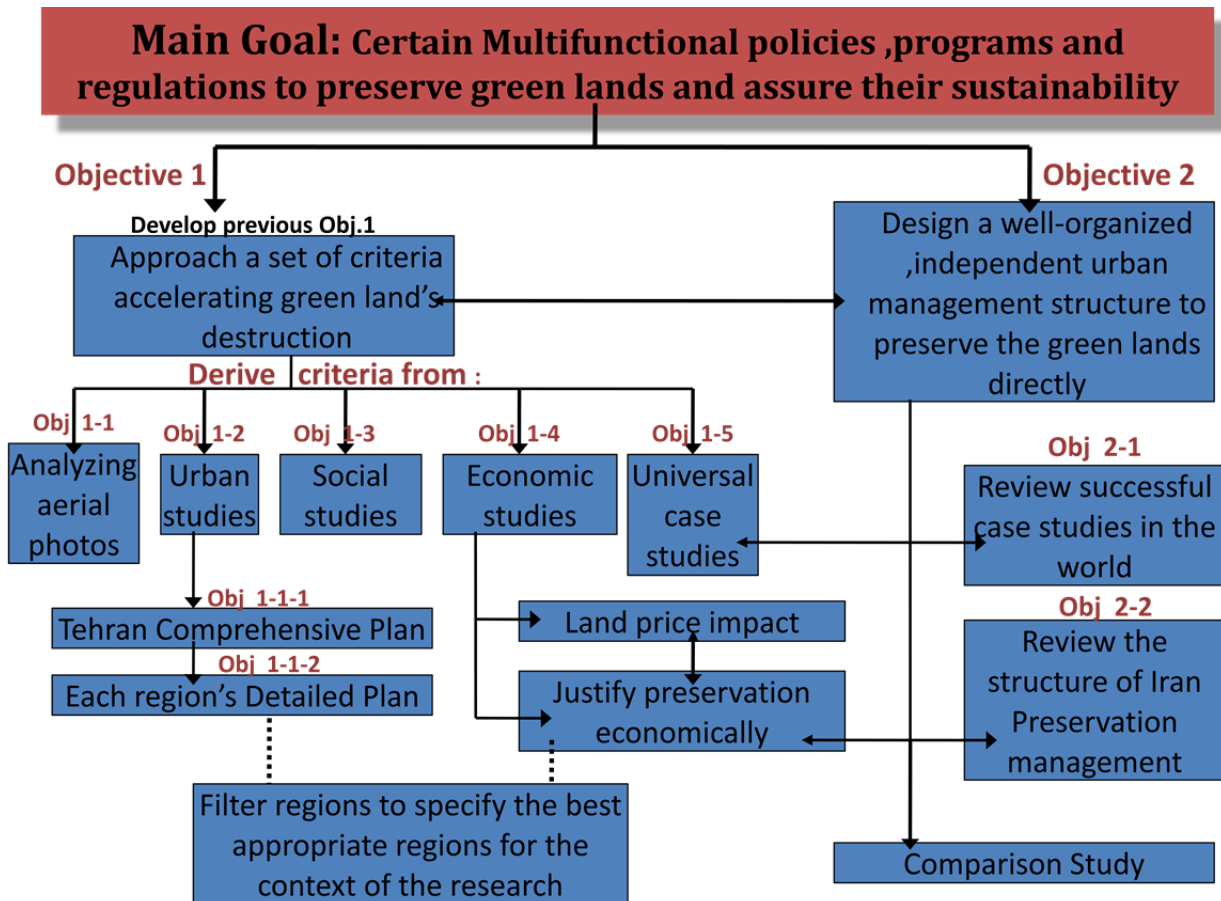 Main Goal: Certain Multifunctional policies ,programs and
regulations to preserve green lands and assure their sustainability
Objective 1
Objective 2
Develop previous Obj.1
Approach a set of criteria
accelerating green land's
destruction
Design a well-organized
,independent urban
management structure to
preserve the green lands
directly
Derive criteria from :
Obj 1-1
Analyzing
aerial
photos
Obj 1-2
Urban
studies
Obj 1-3
Social
studies
Obj 1-4
Economic
studies
Obj 1-5
Universal
case
studies
Obj 2-1
Review successful
case studies in the
world
Obj 1-1-1
Tehran Comprehensive Plan
Obj 1-1-2
Each region's Detailed Plan
Land price impact
Justify preservation
economically
Obj 2-2
Review the
structure of Iran
Preservation
management
Filter regions to specify the best
appropriate regions for the
context of the research
Comparison Study